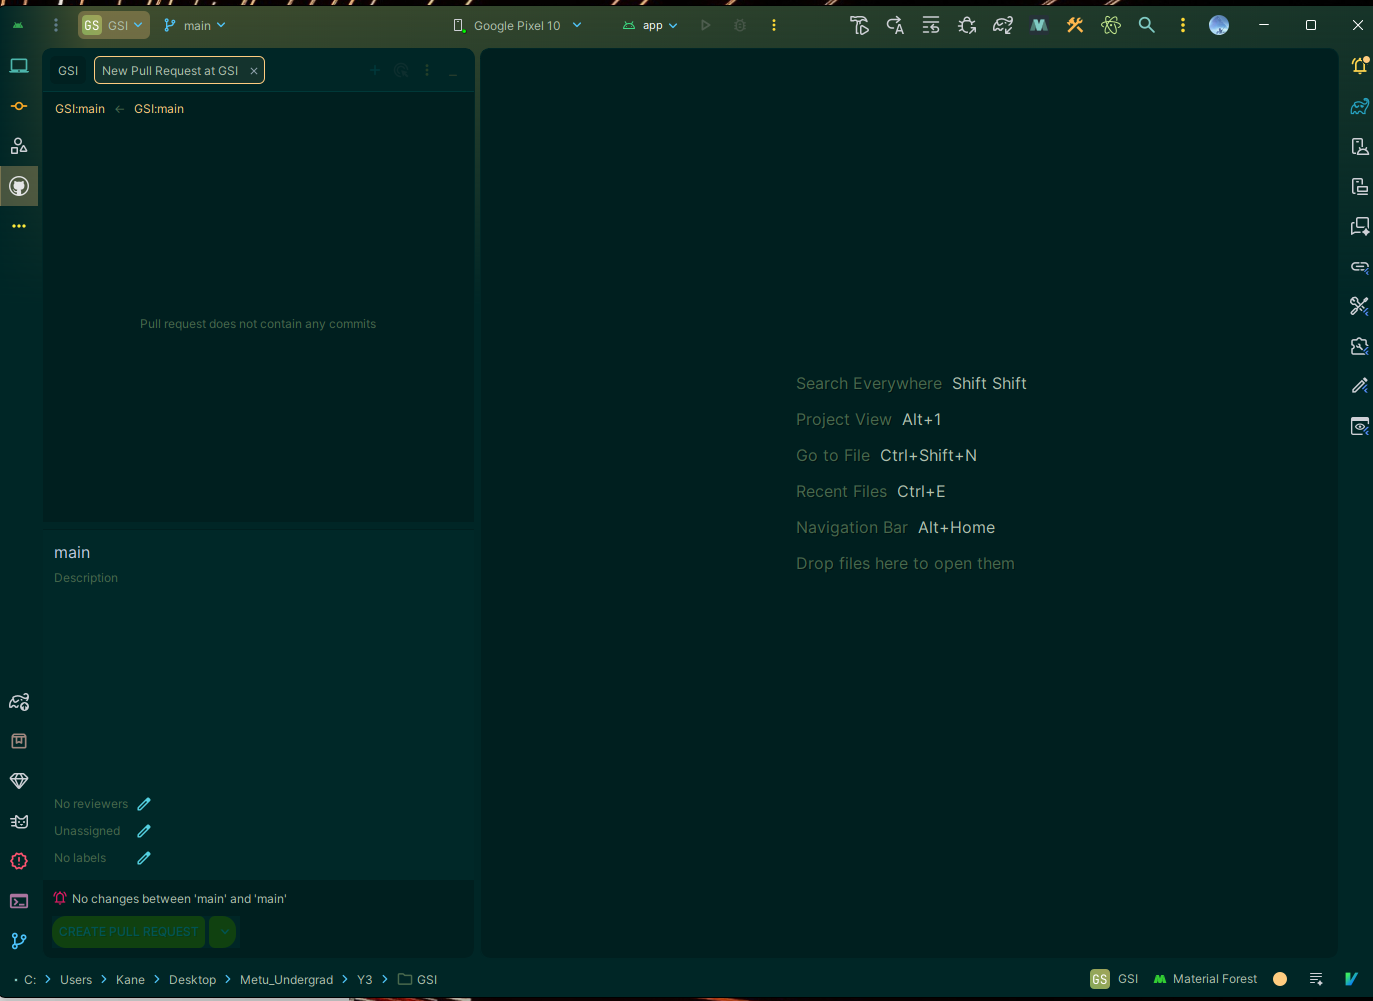 GS GSI
main
Google Pixel 10
app
GSI
New Pull Request at GSI
GSI:main ← GSI:main
Pull request does not contain any commits
main
Description
No reviewers
Unassigned
No labels
No changes between 'main' and 'main'
CREATE PULL REQUEST
Search Everywhere Shift Shift
Project View Alt+1
Go to File Ctrl+Shift+N
Recent Files Ctrl+E
Navigation Bar Alt+Home
Drop files here to open them
C: > Users > Kane > Desktop > Metu_Undergrad > Y3 > GSI
GS GSI
Material Forest